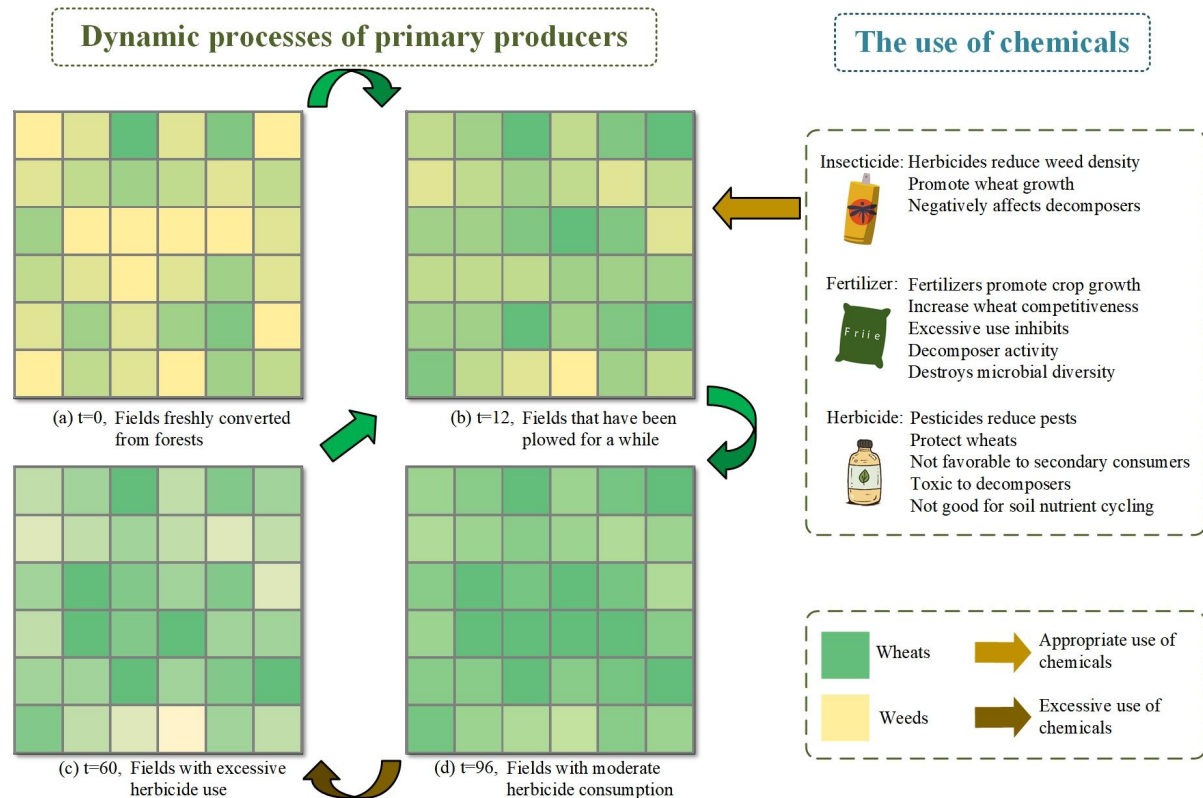 Dynamic processes of primary producers
The use of chemicals
(a) t=0, Fields freshly converted
from forests
(b) t=12, Fields that have been
plowed for a while
(c) t=60, Fields with excessive
herbicide use
(d) t=96, Fields with moderate
herbicide consumption
Insecticide: Herbicides reduce weed density
Promote wheat growth
Negatively affects decomposers
Fertilizer: Fertilizers promote crop growth
Increase wheat competitiveness
Excessive use inhibits
Decomposer activity
Destroys microbial diversity
Friie
Herbicide: Pesticides reduce pests
Protect wheats
Not favorable to secondary consumers
Toxic to decomposers
Not good for soil nutrient cycling
Wheats
Appropriate use of
chemicals
Weeds
Excessive use of
chemicals